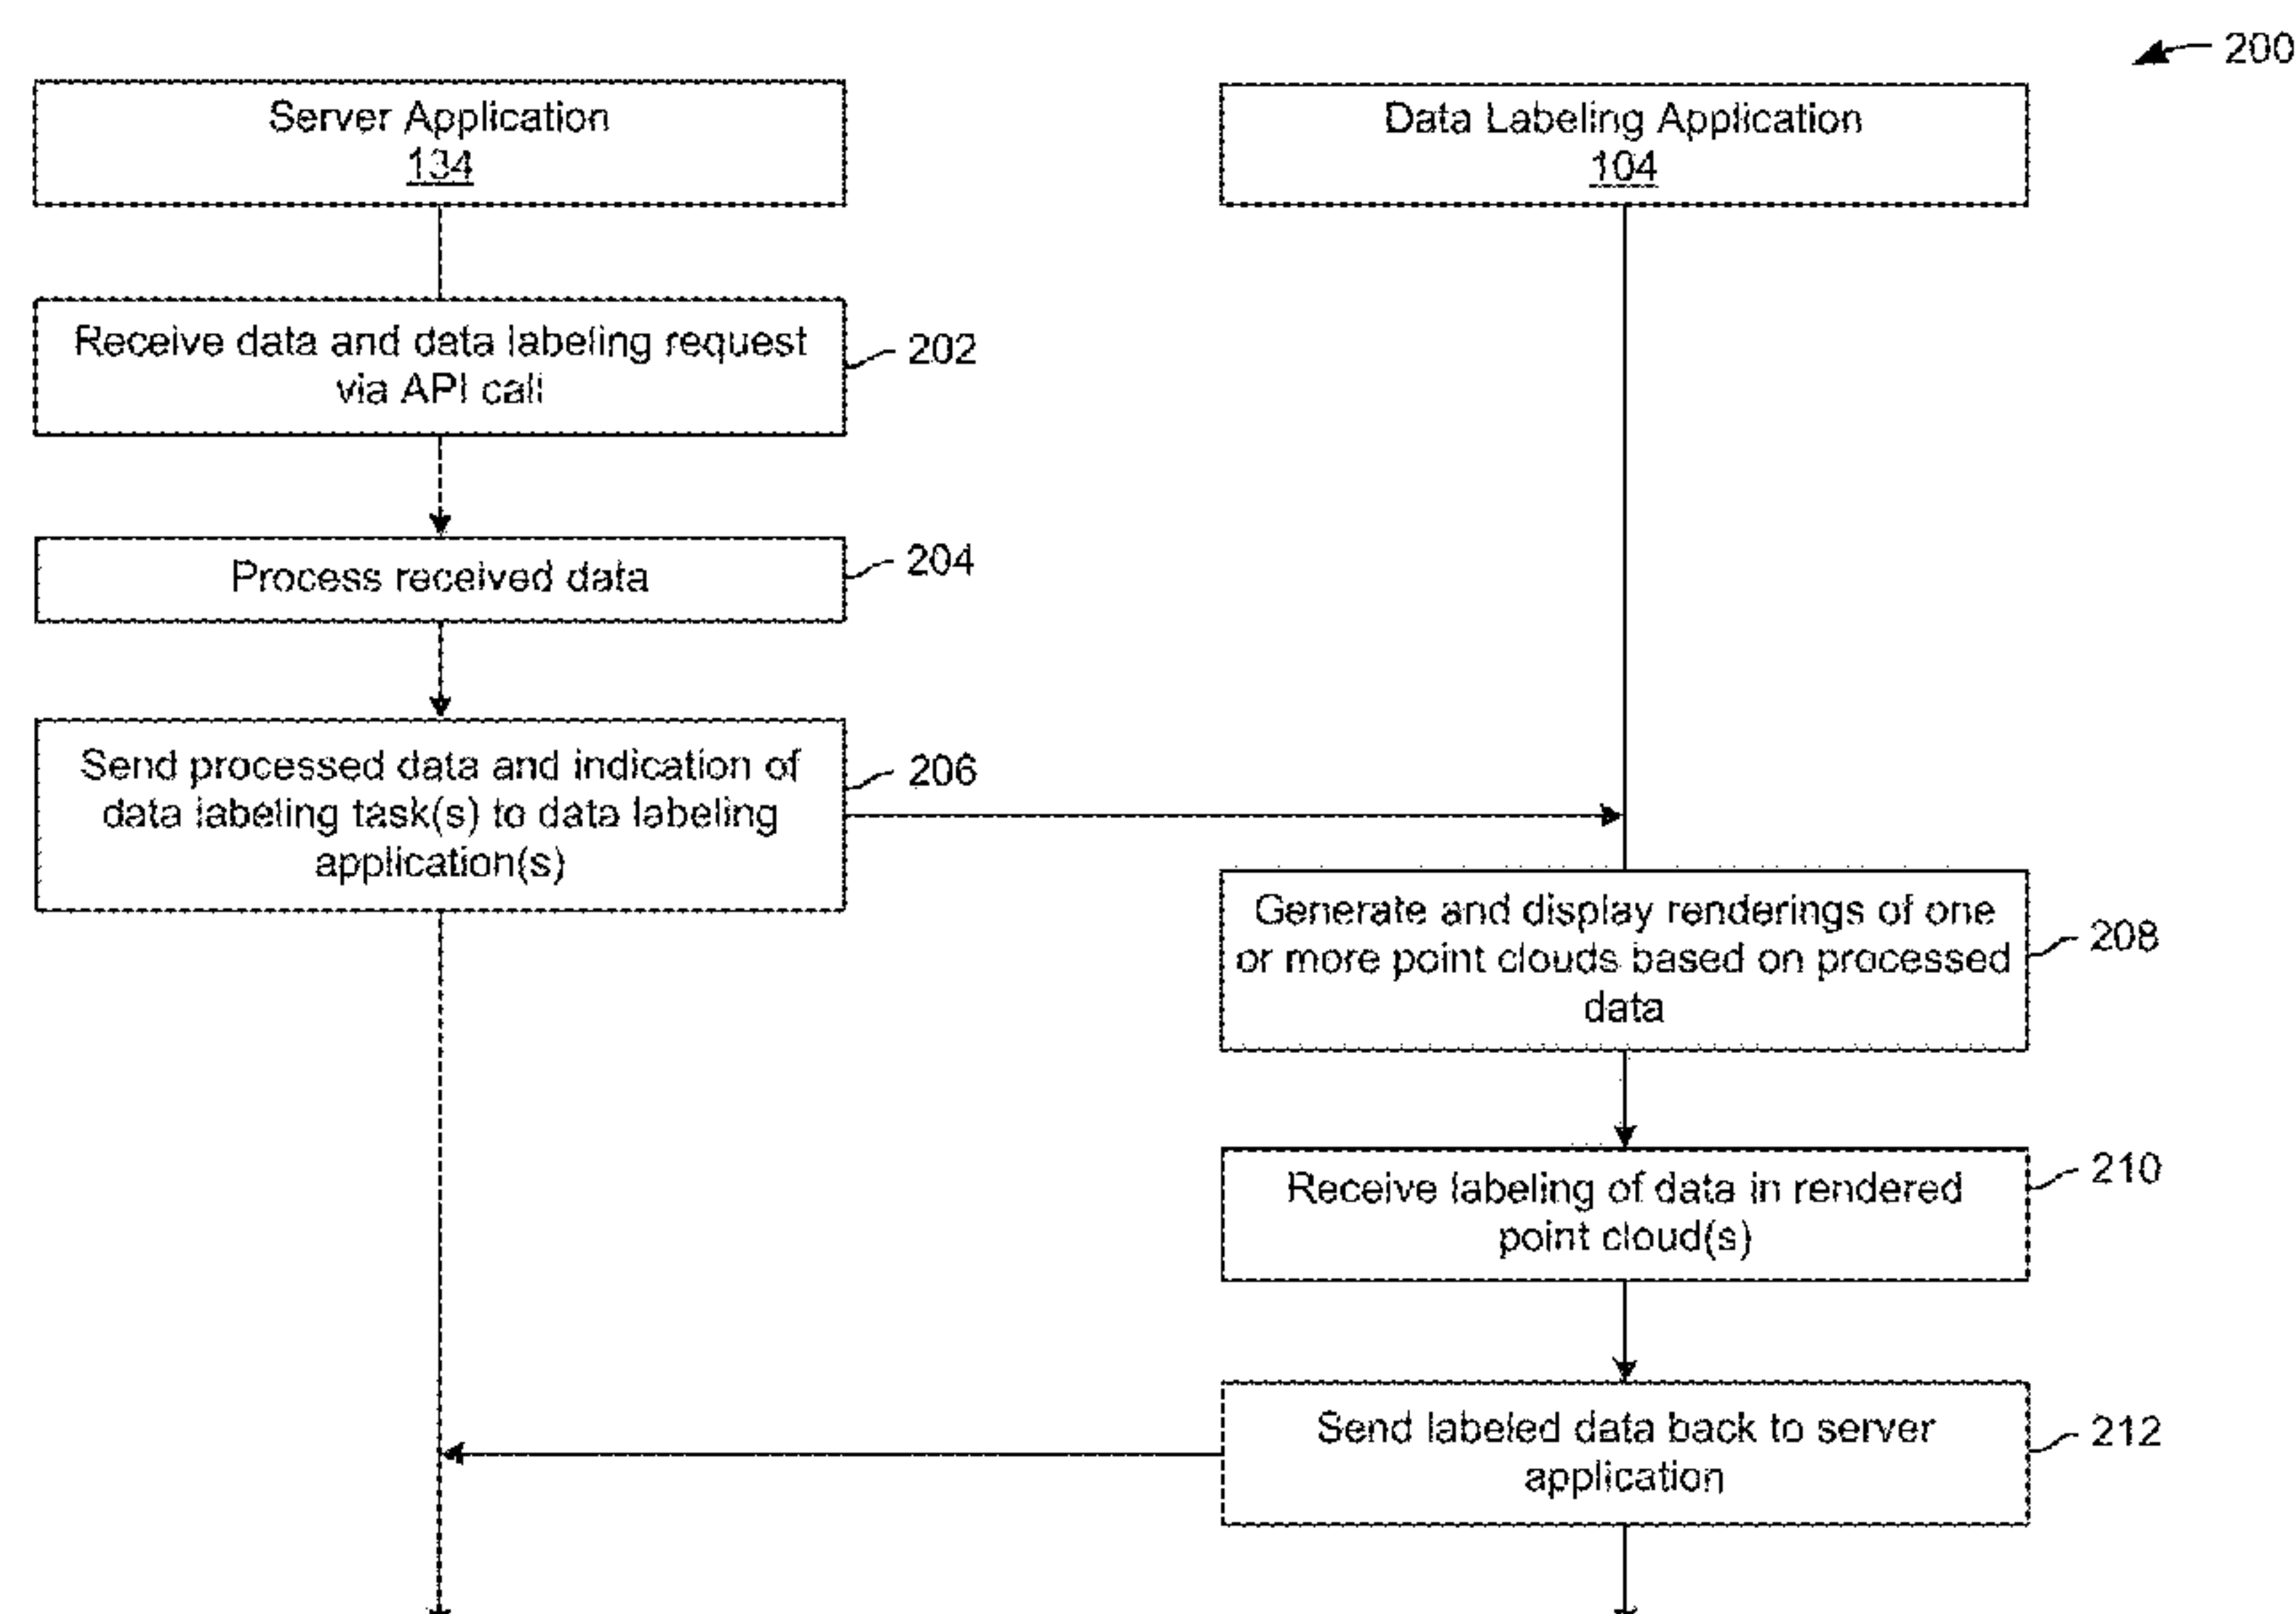 200
Server Application
134
Data Labeling Application
104
Receive data and data labeling request
via API call
202
Process received data
204
Send processed data and indication of
data labeling task(s) to data labeling
application(s)
206
Generate and display renderings of one
or more point clouds based on processed
data
208
Receive labeling of data in rendered
point cloud(s)
210
Send labeled data back to server
application
212